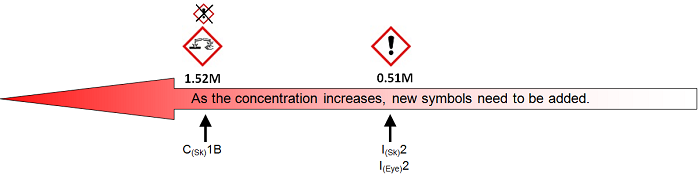 1.52M
0.51M
As the concentration increases, new symbols need to be added.
C(Sk)1B
I(Sk)2
I(Eye)2